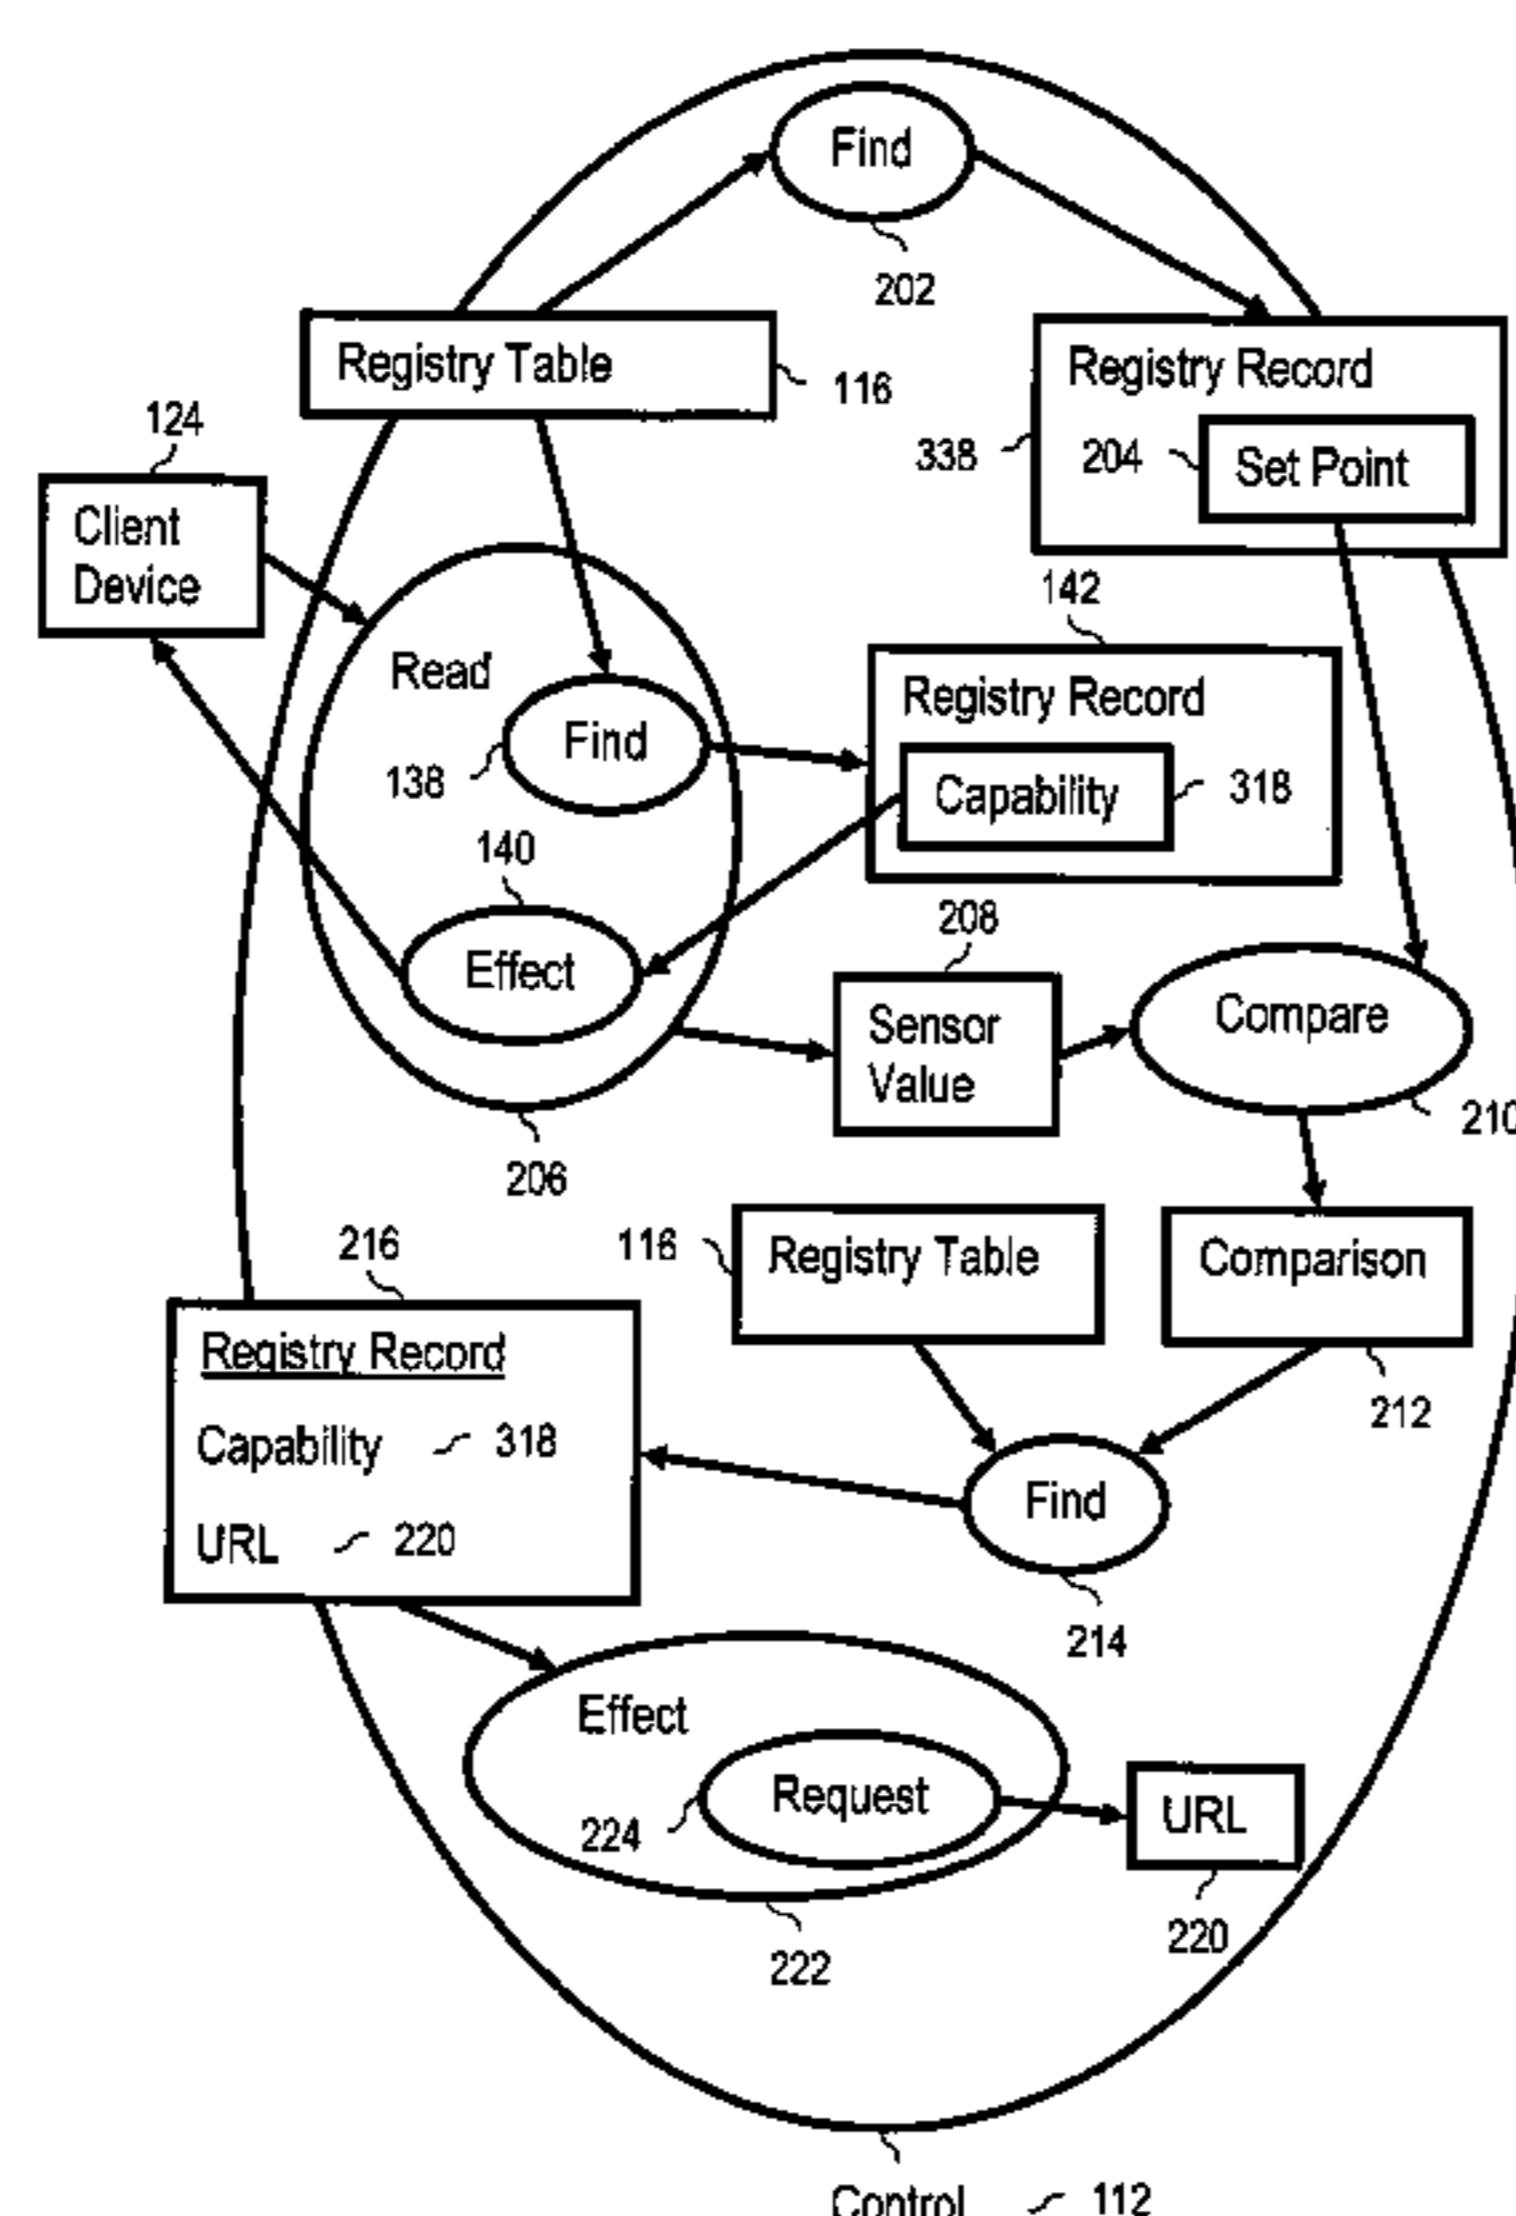 Find
202
Registry Table
116
Registry Record
338
204
Set Point
124
Client
Device
142
Read
Find
138
Registry Record
Capability
318
140
Effect
208
Sensor
Value
Compare
210
206
216
116
Registry Table
Comparison
212
Registry Record
Capability
318
URL
220
Find
214
Effect
Request
224
URL
222
220
Control
112